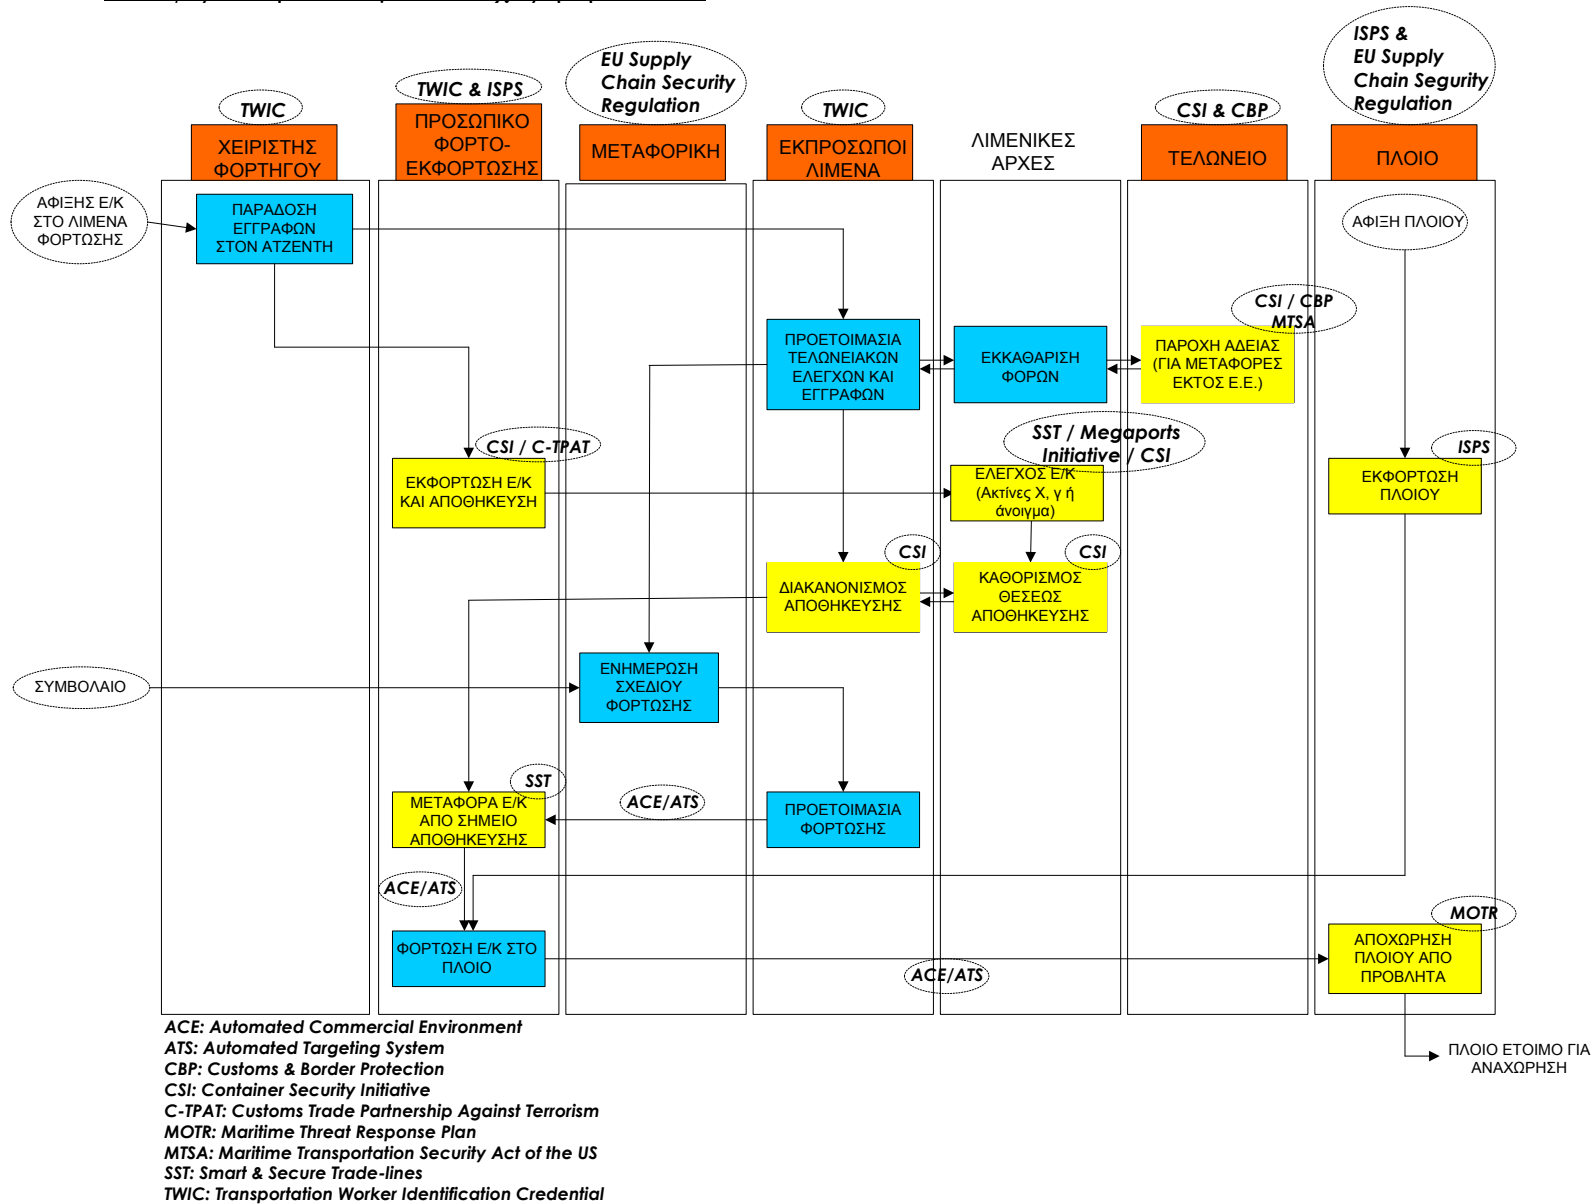 ISPS &
EU Supply
Chain Segurity
Regulation
EU Supply
Chain Security
Regulation
TWIC & ISPS
TWIC
TWIC
CSI & CBP
ΧΕΙΡΙΣΤΗΣ
ΦΟΡΤΗΓΟΥ
ΠΡΟΣΩΠΙΚΟ
ΦΟΡΤΟ-
ΕΚΦΟΡΤΩΣΗΣ
ΜΕΤΑΦΟΡΙΚΗ
ΕΚΠΡΟΣΩΠΟΙ
ΛΙΜΕΝΑ
ΛΙΜΕΝΙΚΕΣ
ΑΡΧΕΣ
ΤΕΛΩΝΕΙΟ
ΠΛΟΙΟ
ΑΦΙΞΗΣ Ε/Κ
ΣΤΟ ΛΙΜΕΝΑ
ΦΟΡΤΩΣΗΣ
ΠΑΡΑΔΟΣΗ
ΕΓΓΡΑΦΩΝ
ΣΤΟΝ ΑΤΖΕΝΤΗ
ΑΦΙΞΗ ΠΛΟΙΟΥ
CSI / CBP
MTSA
ΠΡΟΕΤΟΙΜΑΣΙΑ
ΤΕΛΩΝΕΙΑΚΩΝ
ΕΛΕΓΧΩΝ ΚΑΙ
ΕΓΓΡΑΦΩΝ
ΕΚΚΑΘΑΡΙΣΗ
ΦΟΡΩΝ
ΠΑΡΟΧΗ ΑΔΕΙΑΣ
(ΓΙΑ ΜΕΤΑΦΟΡΕΣ
ΕΚΤΟΣ Ε.Ε.)
CSI / C-TPAT
SST / Megaports
Initiative / CSI
ISPS
ΕΚΦΟΡΤΩΣΗ Ε/Κ
ΚΑΙ ΑΠΟΘΗΚΕΥΣΗ
ΕΛΕΓΧΟΣ Ε/Κ
(Ακτίνες Χ, γ ή
άνοιγμα)
ΕΚΦΟΡΤΩΣΗ
ΠΛΟΙΟΥ
CSI
CSI
ΔΙΑΚΑΝΟΝΙΣΜΟΣ
ΑΠΟΘΗΚΕΥΣΗΣ
ΚΑΘΟΡΙΣΜΟΣ
ΘΕΣΕΩΣ
ΑΠΟΘΗΚΕΥΣΗΣ
ΣΥΜΒΟΛΑΙΟ
ΕΝΗΜΕΡΩΣΗ
ΣΧΕΔΙΟΥ
ΦΟΡΤΩΣΗΣ
SST
ACE/ATS
ΜΕΤΑΦΟΡΑ Ε/Κ
ΑΠΟ ΣΗΜΕΙΟ
ΑΠΟΘΗΚΕΥΣΗΣ
ΠΡΟΕΤΟΙΜΑΣΙΑ
ΦΟΡΤΩΣΗΣ
ACE/ATS
MOTR
ΦΟΡΤΩΣΗ Ε/Κ ΣΤΟ
ΠΛΟΙΟ
ACE/ATS
ΑΠΟΧΩΡΗΣΗ
ΠΛΟΙΟΥ ΑΠΟ
ΠΡΟΒΛΗΤΑ
ΠΛΟΙΟ ΕΤΟΙΜΟ ΓΙΑ
ΑΝΑΧΩΡΗΣΗ
ACE: Automated Commercial Environment
ATS: Automated Targeting System
CBP: Customs & Border Protection
CSI: Container Security Initiative
C-TPAT: Customs Trade Partnership Against Terrorism
MOTR: Maritime Threat Response Plan
MTSA: Maritime Transportation Security Act of the US
SST: Smart & Secure Trade-lines
TWIC: Transportation Worker Identification Credential